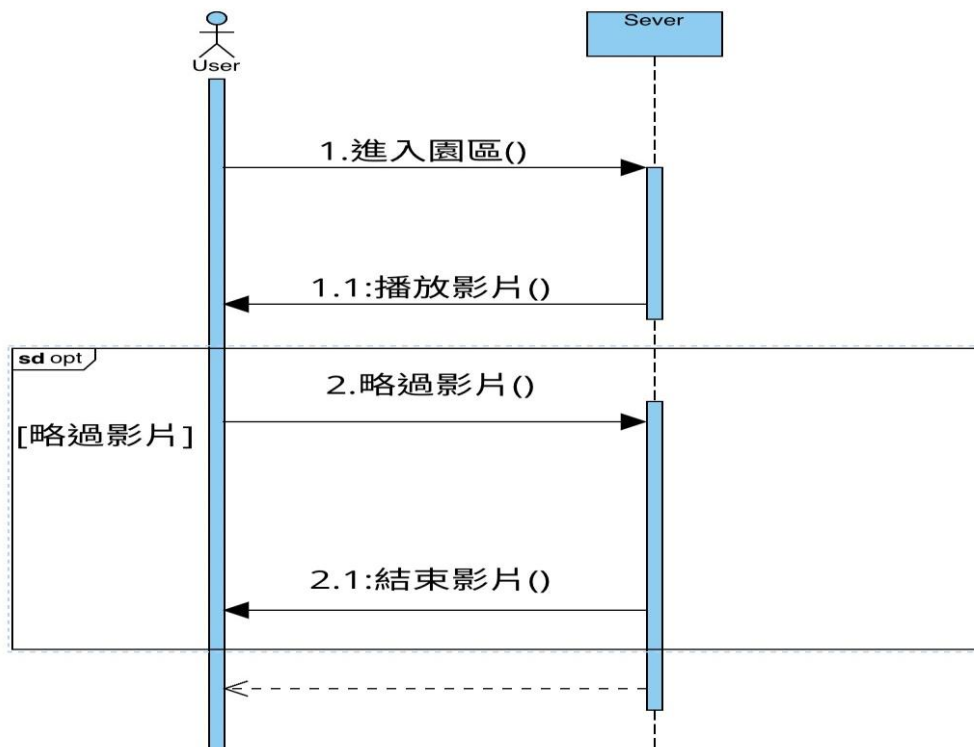 Sever
User
1.進入園區()
1.1:播放影片()
sd opt
2.略過影片()
[略過影片]
2.1:結束影片()